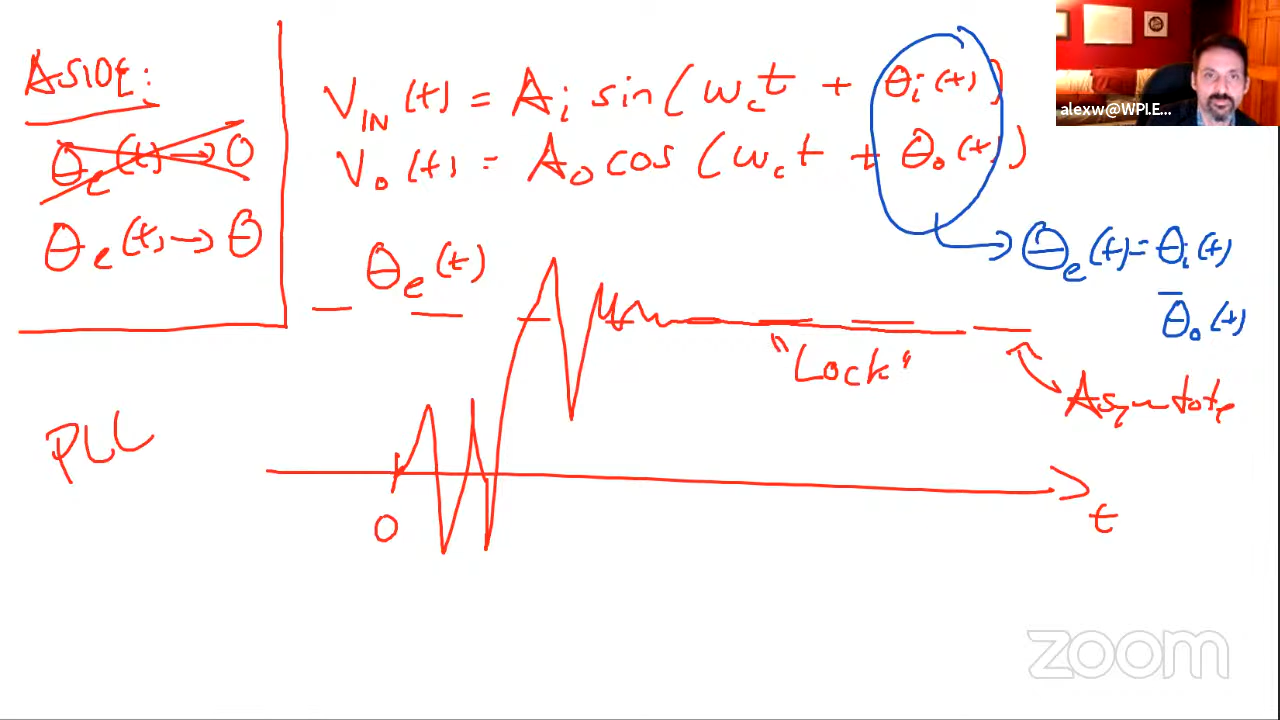 ASIDE:
θe(t) → 0
θe(t) → θ
VIN(t) = Ai sin(ωct + θi(t))
Vo(t) = Ao cos(ωct + θo(t))
θe(t) = θi(t)
- θo(t)
θe(t)
"Lock"
Asymtote
PLL
0
t
alexw@WPI.E...
zoom